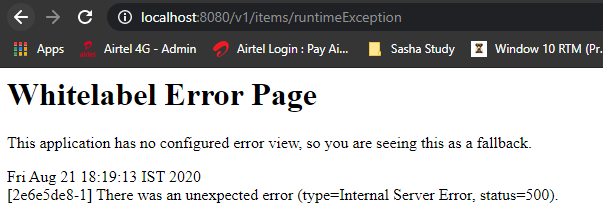 localhost:8080/v1/items/runtimeException
Airtel 4G - Admin Airtel Login : Pay Ai... Sasha Study Window 10 RTM (Pr.
Whitelabel Error Page
This application has no configured error view, so you are seeing this as a fallback.
Fri Aug 21 18:19:13 IST 2020
[2e6e5de8-1] There was an unexpected error (type=Internal Server Error, status=500).